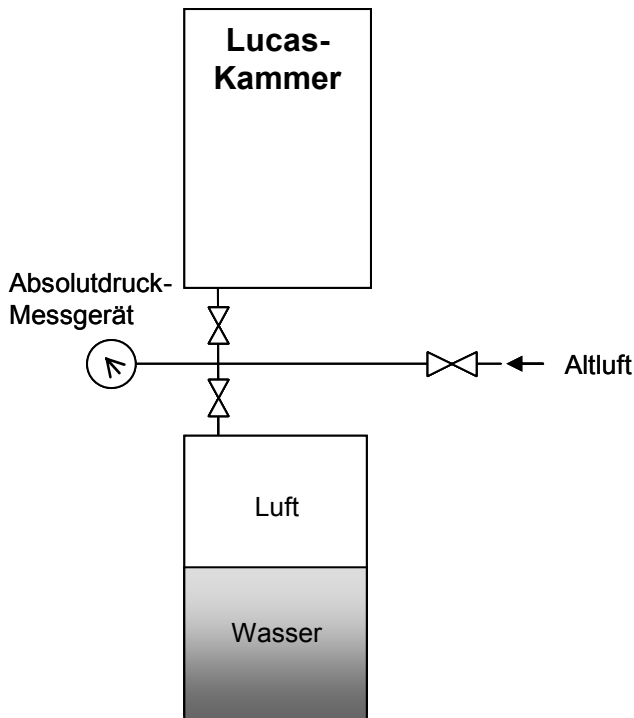 Lucas-
Kammer
Absolutdruck-
Messgerät
Altluft
Luft
Wasser